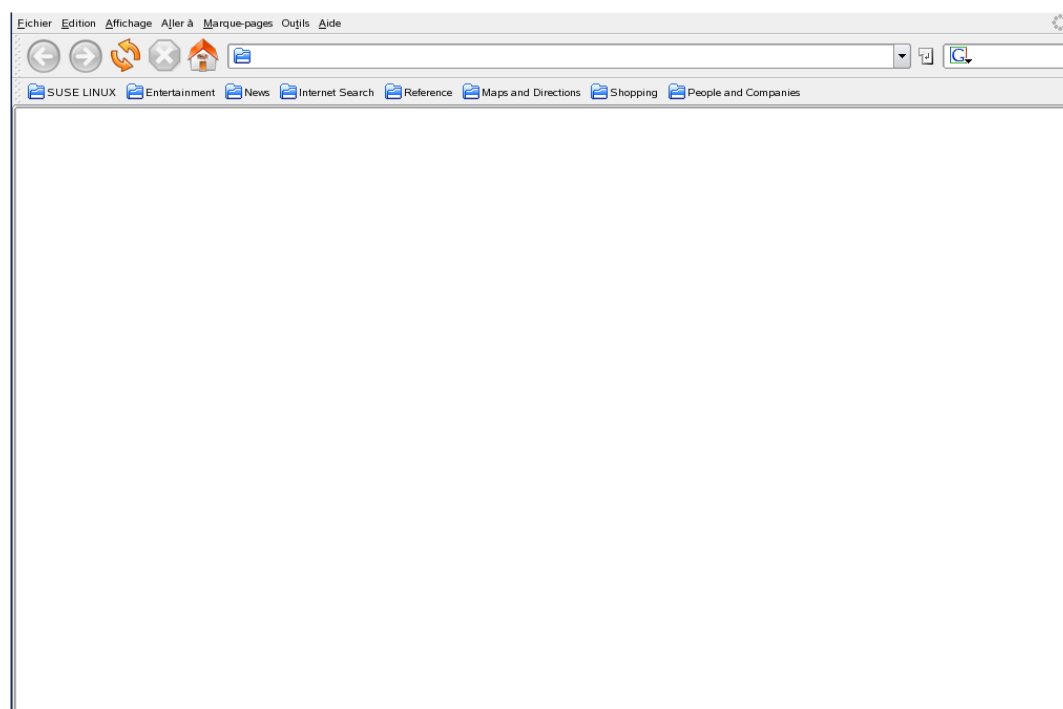 Fichier Edition Affichage Aller à Marque-pages Outils Aide
G
SUSE LINUX Entertainment News Internet Search Reference Maps and Directions Shopping People and Companies